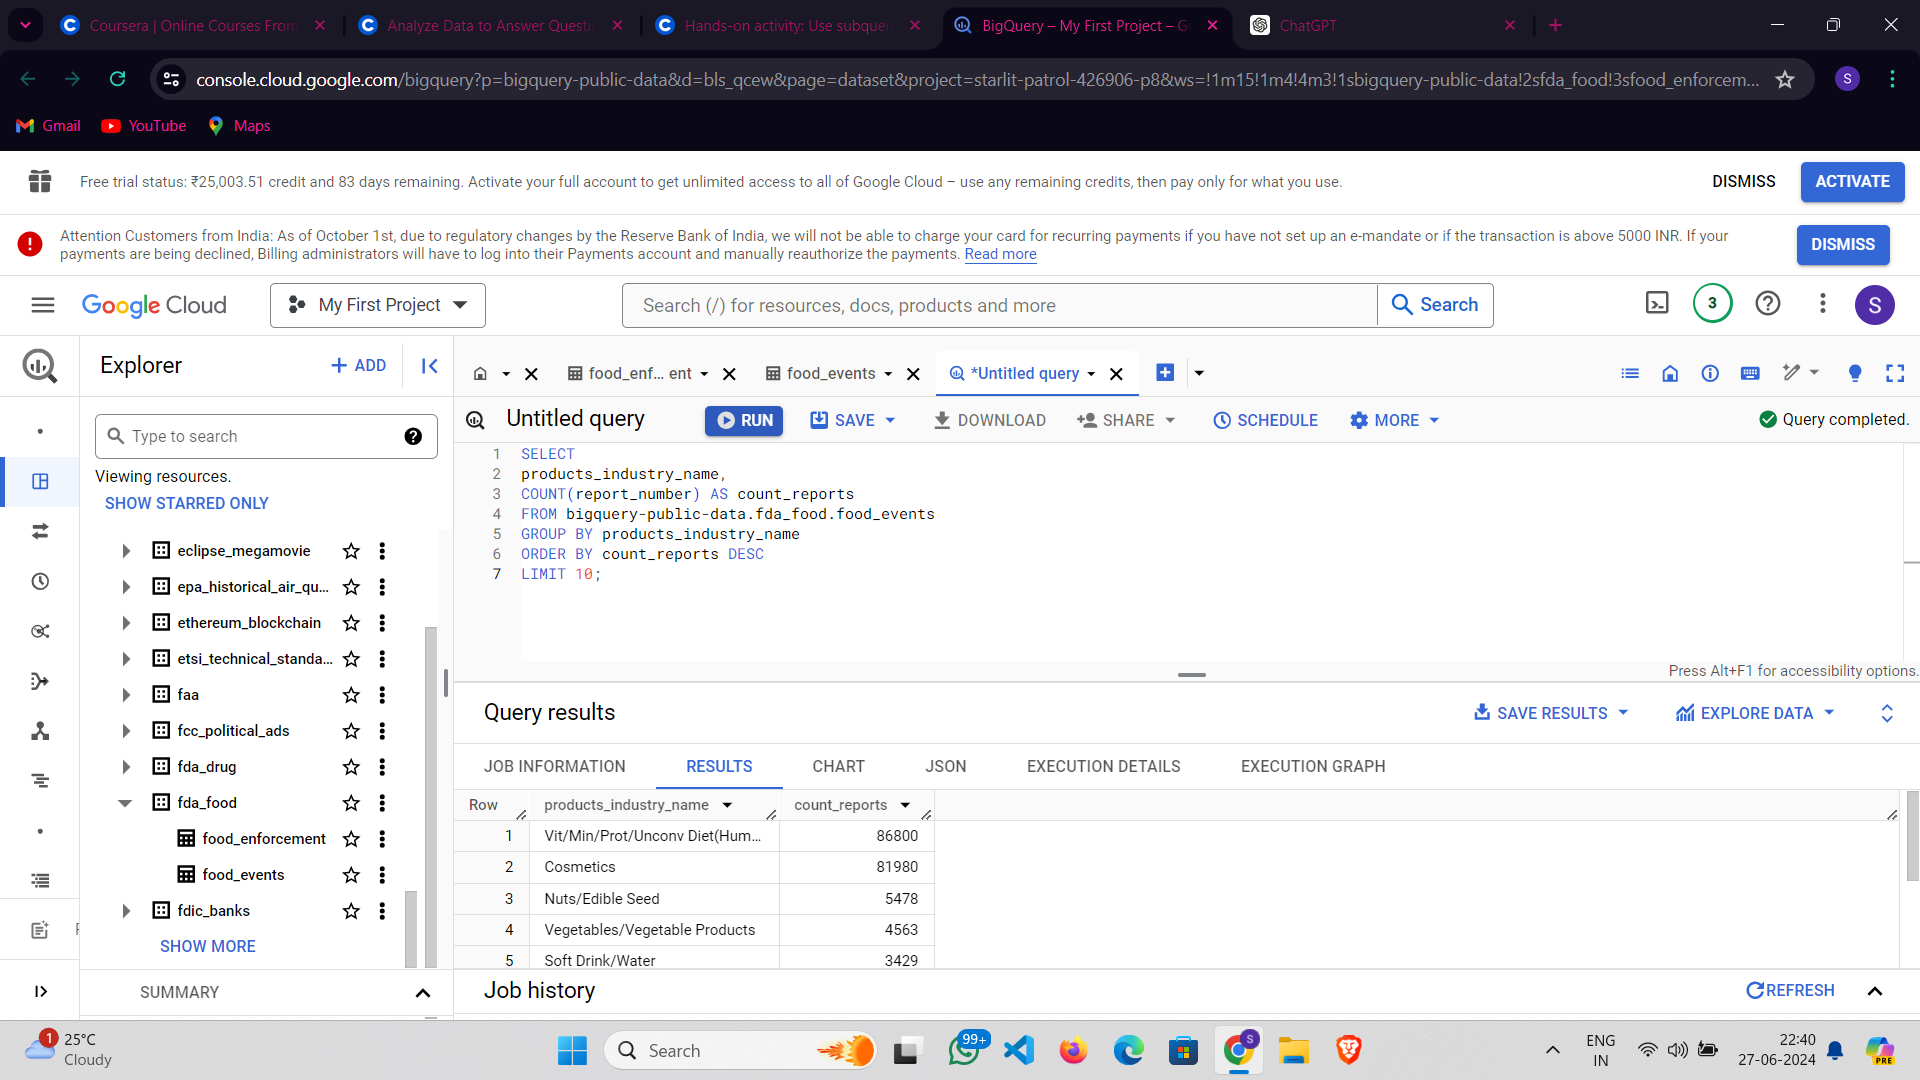 Coursera | Online Courses From
Analyze Data to Answer Questi
Hands-on activity: Use subquer
BigQuery – My First Project – G
ChatGPT
console.cloud.google.com/bigquery?p=bigquery-public-data&d=bls_qcew&page=dataset&project=starlit-patrol-426906-p8&ws=!1m15!1m4!4m3!1sbigquery-public-data!2sfda_food!3sfood_enforcem...
S
Gmail
YouTube
Maps
Free trial status: ₹25,003.51 credit and 83 days remaining. Activate your full account to get unlimited access to all of Google Cloud – use any remaining credits, then pay only for what you use.
DISMISS
ACTIVATE
Attention Customers from India: As of October 1st, due to regulatory changes by the Reserve Bank of India, we will not be able to charge your card for recurring payments if you have not set up an e-mandate or if the transaction is above 5000 INR. If your
payments are being declined, Billing administrators will have to log into their Payments account and manually reauthorize the payments. Read more
DISMISS
Google Cloud
My First Project
Search (/) for resources, docs, products and more
Search
3
S
Explorer
+ ADD
food_enf... ent
food_events
*Untitled query
Type to search
Viewing resources.
SHOW STARRED ONLY
eclipse_megamovie
epa_historical_air_qu...
ethereum_blockchain
etsi_technical_standa...
faa
fcc_political_ads
fda_drug
fda_food
food_enforcement
food_events
fdic_banks
SHOW MORE
SUMMARY
Untitled query
RUN
SAVE
DOWNLOAD
SHARE
SCHEDULE
MORE
Query completed.
1 SELECT
2 products_industry_name,
3 COUNT(report_number) AS count_reports
4 FROM bigquery-public-data.fda_food.food_events
5 GROUP BY products_industry_name
6 ORDER BY count_reports DESC
7 LIMIT 10;
Press Alt+F1 for accessibility options.
Query results
SAVE RESULTS
EXPLORE DATA
JOB INFORMATION
RESULTS
CHART
JSON
EXECUTION DETAILS
EXECUTION GRAPH
Row products_industry_name count_reports
1 Vit/Min/Prot/Unconv Diet(Hum... 86800
2 Cosmetics 81980
3 Nuts/Edible Seed 5478
4 Vegetables/Vegetable Products 4563
5 Soft Drink/Water 3429
Job history
REFRESH
1
25°C
Cloudy
Search
99+
S
ENG
IN
22:40
27-06-2024
PRE